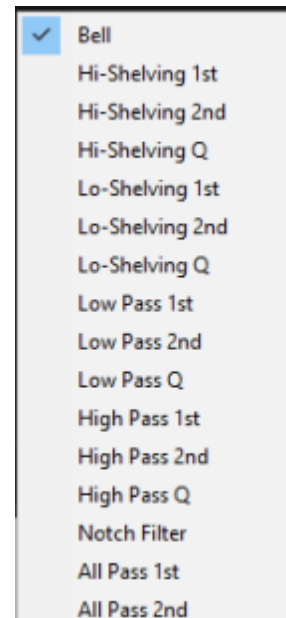 Bell
Hi-Shelving 1st
Hi-Shelving 2nd
Hi-Shelving Q
Lo-Shelving 1st
Lo-Shelving 2nd
Lo-Shelving Q
Low Pass 1st
Low Pass 2nd
Low Pass Q
High Pass 1st
High Pass 2nd
High Pass Q
Notch Filter
All Pass 1st
All Pass 2nd